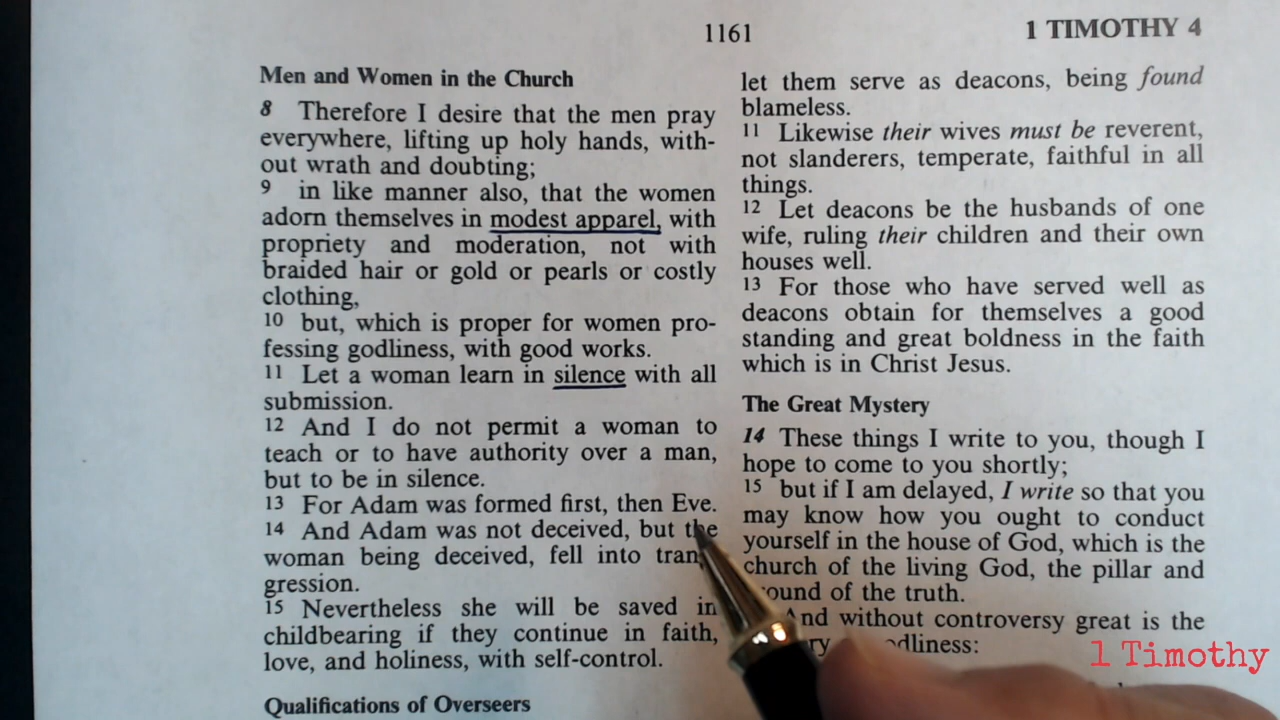 1161
1 TIMOTHY 4
Men and Women in the Church
8 Therefore I desire that the men pray
everywhere, lifting up holy hands, with-
out wrath and doubting;
9 in like manner also, that the women
adorn themselves in modest apparel, with
propriety and moderation, not with
braided hair or gold or pearls or costly
clothing,
10 but, which is proper for women pro-
fessing godliness, with good works.
11 Let a woman learn in silence with all
submission.
12 And I do not permit a woman to
teach or to have authority over a man,
but to be in silence.
13 For Adam was formed first, then Eve.
14 And Adam was not deceived, but the
woman being deceived, fell into
gression.
15 Nevertheless she will be saved in
childbearing if they continue in faith,
love, and holiness, with self-control.
Qualifications of Overseers
let them serve as deacons, being found
blameless.
11 Likewise their wives must be reverent,
not slanderers, temperate, faithful in all
things.
12 Let deacons be the husbands of one
wife, ruling their children and their own
houses well.
13 For those who have served well as
deacons obtain for themselves a good
standing and great boldness in the faith
which is in Christ Jesus.
The Great Mystery
14 These things I write to you, though I
hope to come to you shortly;
15 but if I am delayed, I write so that you
may know how you ought to conduct
yourself in the house of God, which is the
church of the living God, the pillar and
of the truth.
And without controversy great is the
1 Timothy